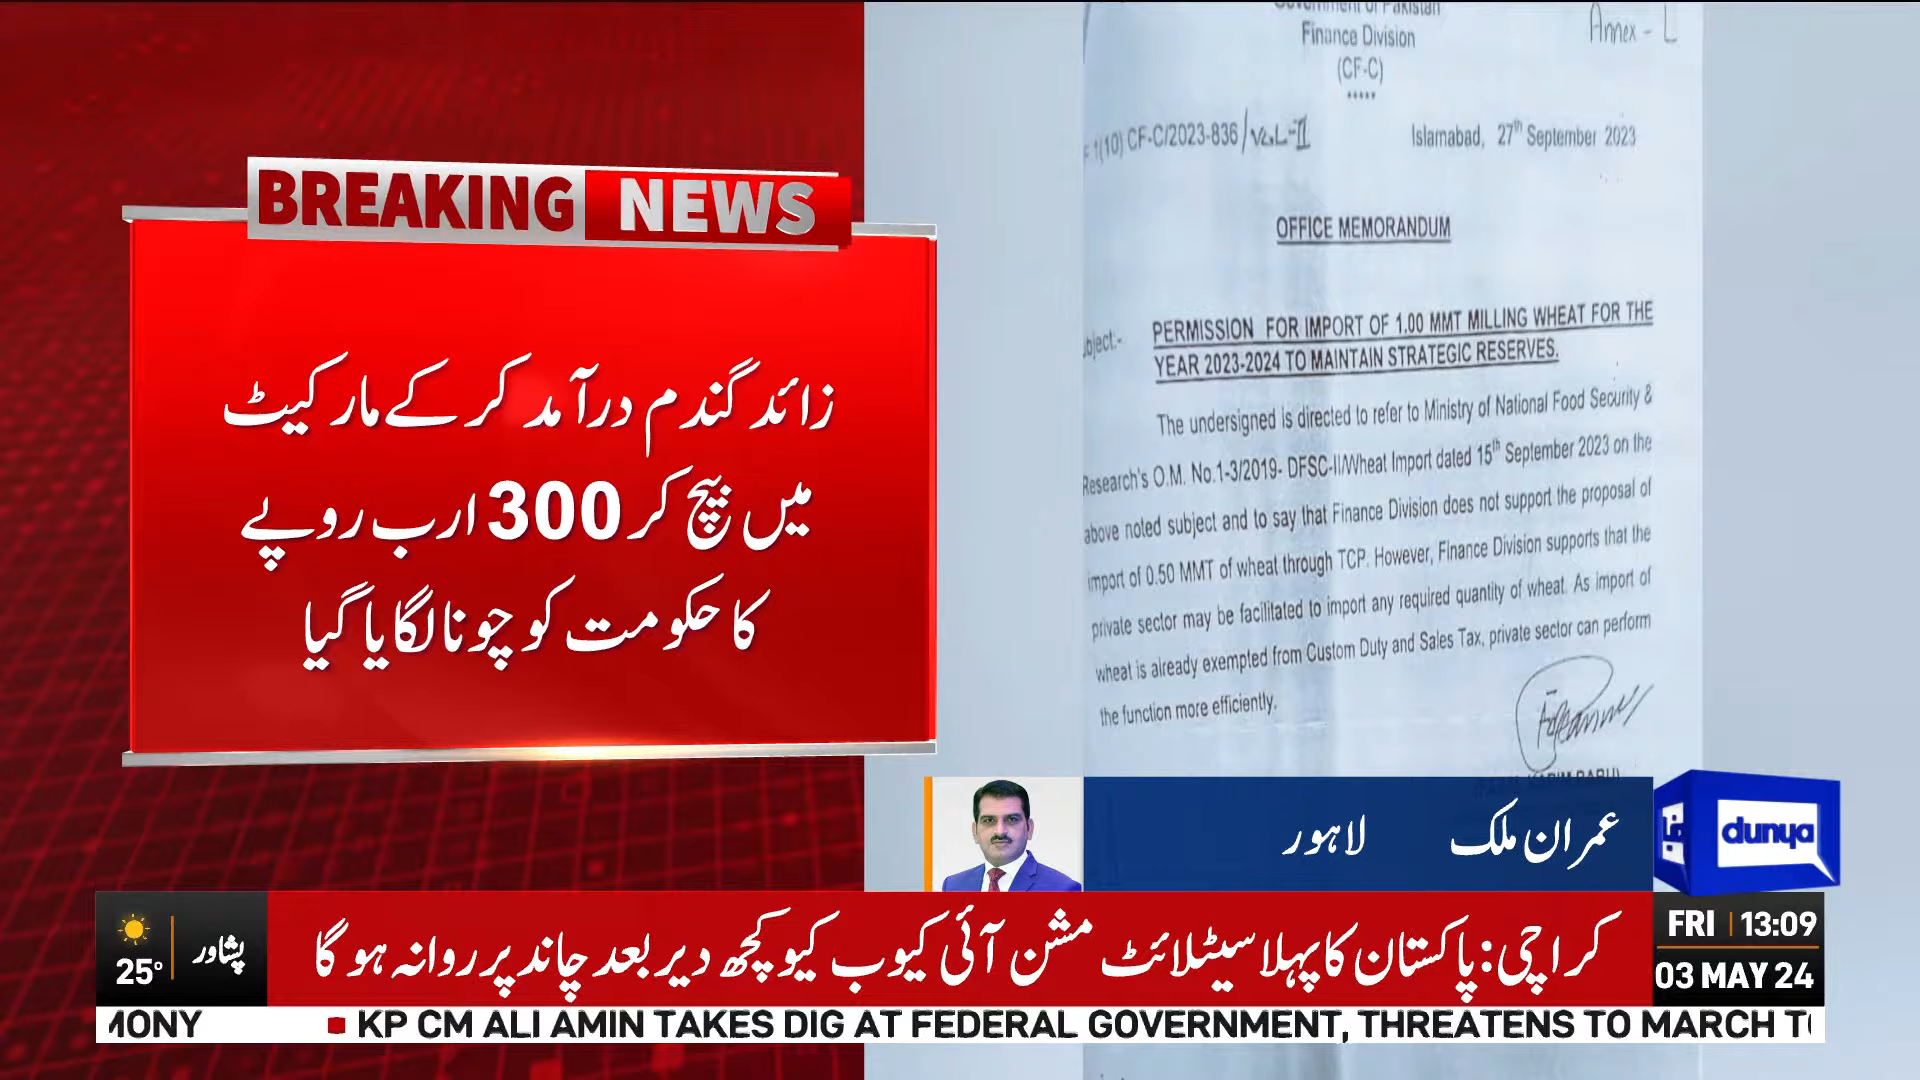 BREAKING NEWS
زائد گندم درآمد کر کے مارکیٹ
میں بیچ کر 300 ارب روپے
کا حکومت کو چونا لگایا گیا
Government of Pakistan
Finance Division
(CF-C)
*****
Annex - L
F 1(10) CF-C/2023-836/VOL-II
Islamabad, 27th September 2023
OFFICE MEMORANDUM
bject:-
PERMISSION FOR IMPORT OF 1.00 MMT MILLING WHEAT FOR THE
YEAR 2023-2024 TO MAINTAIN STRATEGIC RESERVES.
The undersigned is directed to refer to Ministry of National Food Security &
Research's O.M. No.1-3/2019- DFSC-II/Wheat Import dated 15th September 2023 on the
above noted subject and to say that Finance Division does not support the proposal of
import of 0.50 MMT of wheat through TCP. However, Finance Division supports that the
private sector may be facilitated to import any required quantity of wheat. As import of
wheat is already exempted from Custom Duty and Sales Tax, private sector can perform
the function more efficiently.
عمران ملک لاہور
dunya
کراچی: پاکستان کا پہلا سیٹلائٹ مشن آئی کیوب کیو کچھ دیر بعد چاند پر روانہ ہو گا
پشاور
25°
FRI 13:09
03 MAY 24
MONY ■ KP CM ALI AMIN TAKES DIG AT FEDERAL GOVERNMENT, THREATENS TO MARCH T